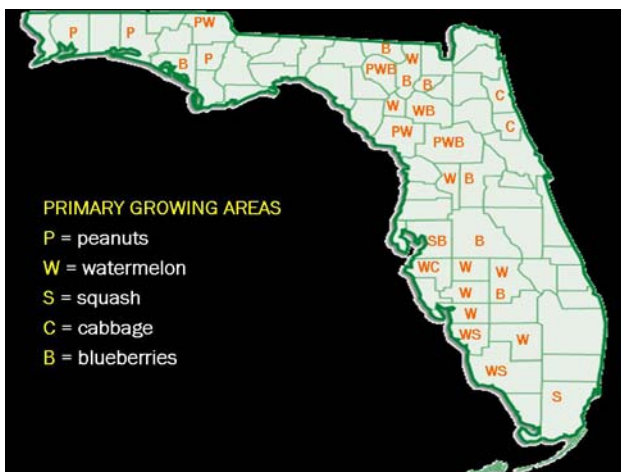 PW
P P
B P
B W
PWB B B
C
W WB
C
PW PWB
W B
SB B
WC W W
W B
W
WS W
WS
S
PRIMARY GROWING AREAS
P = peanuts
W = watermelon
S = squash
C = cabbage
B = blueberries